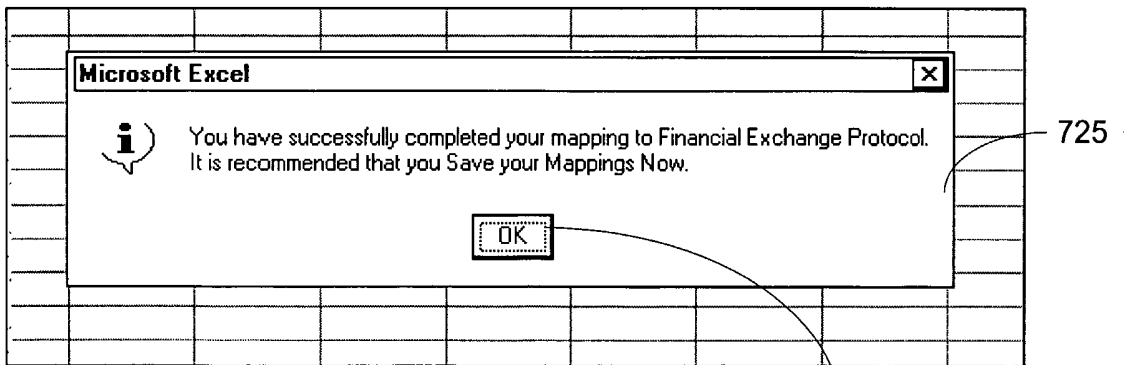 Microsoft Excel
You have successfully completed your mapping to Financial Exchange Protocol.
It is recommended that you Save your Mappings Now.
725
OK